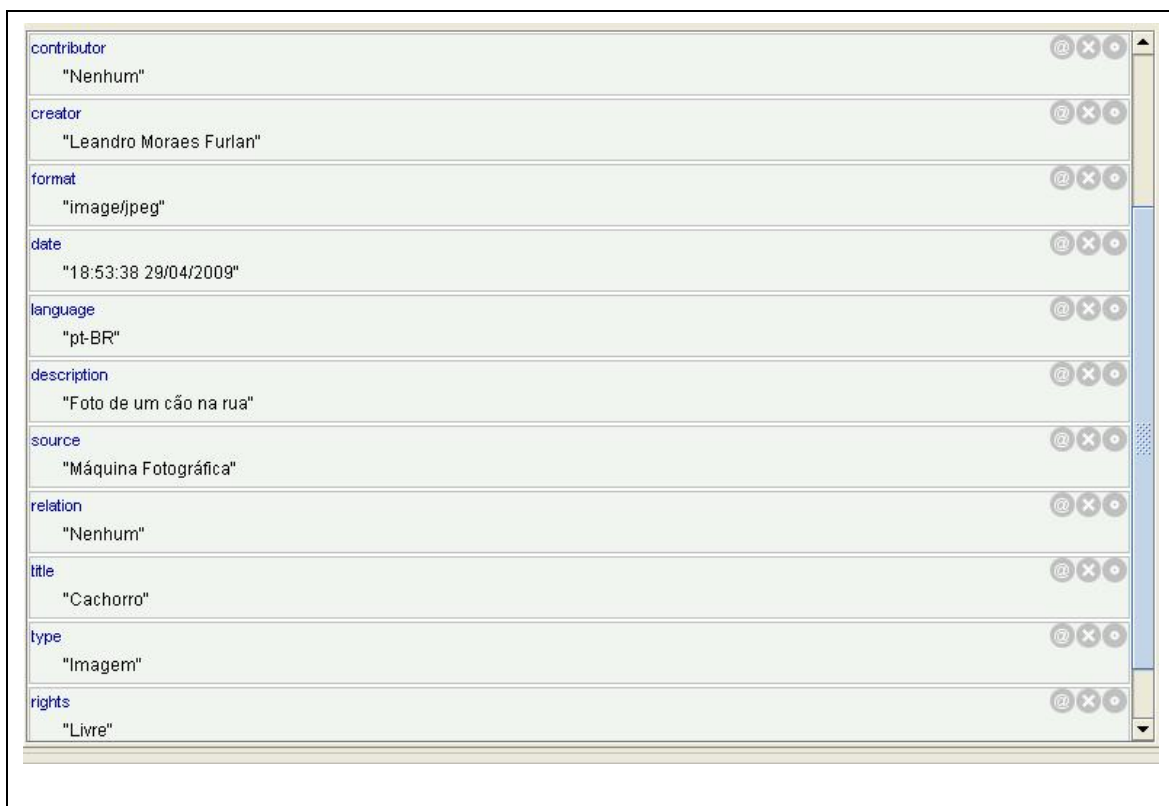 contributor
"Nenhum"
creator
"Leandro Moraes Furlan"
format
"image/jpeg"
date
"18:53:38 29/04/2009"
language
"pt-BR"
description
"Foto de um cão na rua"
source
"Máquina Fotográfica"
relation
"Nenhum"
title
"Cachorro"
type
"Imagem"
rights
"Livre"